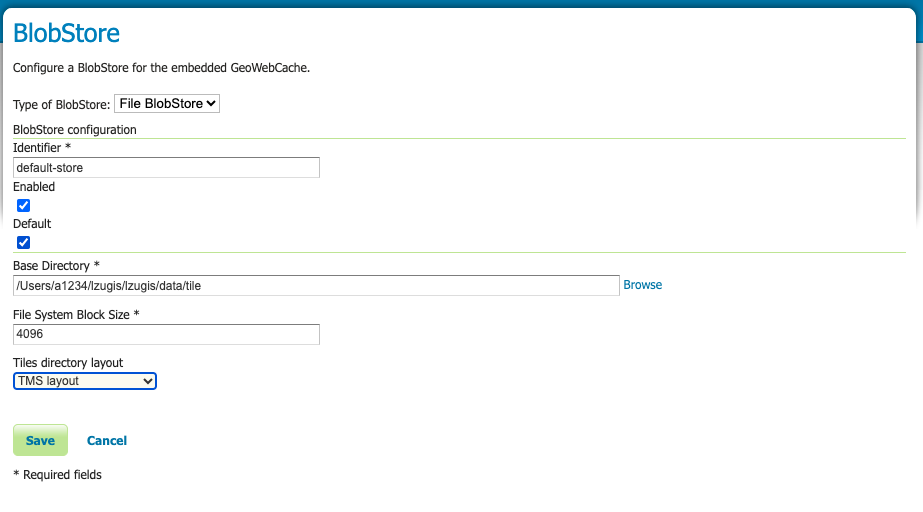 BlobStore
Configure a BlobStore for the embedded GeoWebCache.
Type of BlobStore: File BlobStore
BlobStore configuration
Identifier *
default-store
Enabled
Default
Base Directory *
/Users/a1234/lzugis/lzugis/data/tile Browse
File System Block Size *
4096
Tiles directory layout
TMS layout
Save Cancel
* Required fields